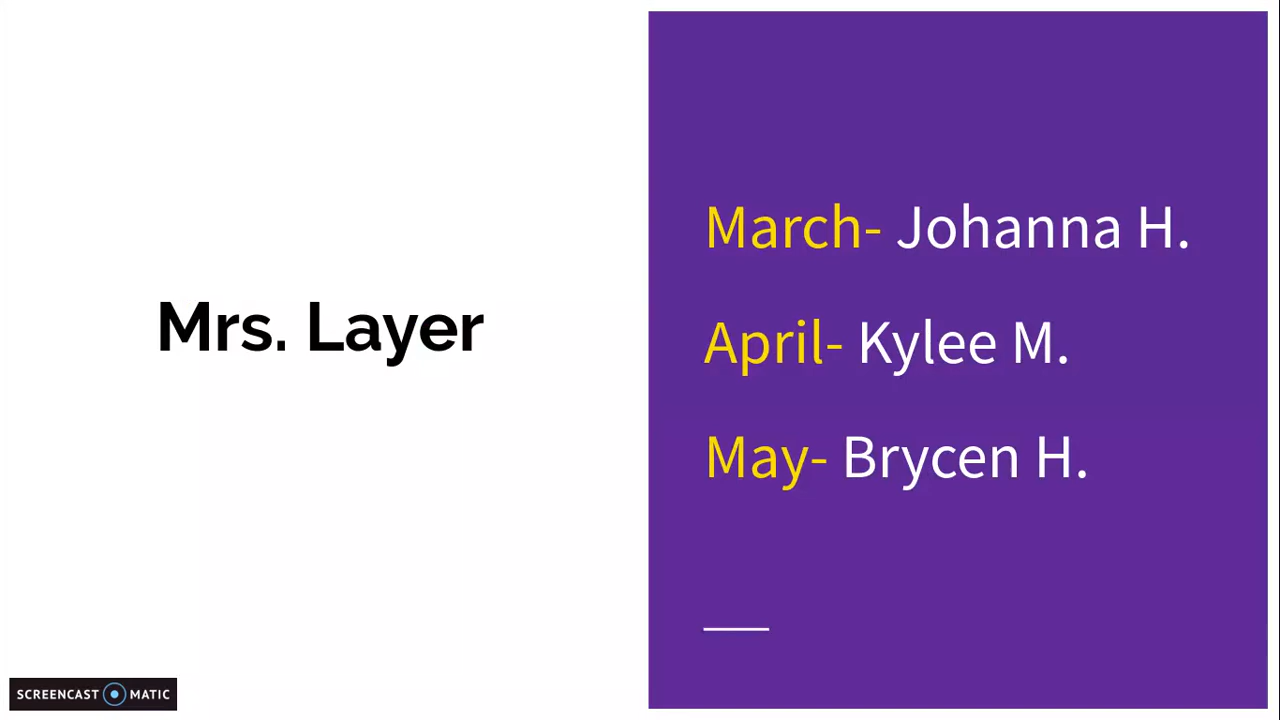 Mrs. Layer
March- Johanna H.
April- Kylee M.
May- Brycen H.
SCREENCAST MATIC